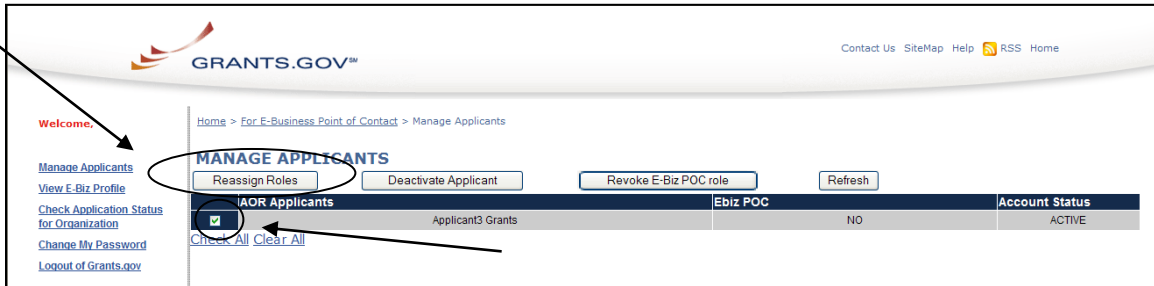 GRANTS.GOV℠
Contact Us SiteMap Help RSS Home
Welcome,
Home > For E-Business Point of Contact > Manage Applicants
MANAGE APPLICANTS
Manage Applicants
View E-Biz Profile
Check Application Status
for Organization
Change My Password
Logout of Grants.gov
Reassign Roles Deactivate Applicant Revoke E-Biz POC role Refresh
AOR Applicants Ebiz POC Account Status
Applicant3 Grants NO ACTIVE
Check All Clear All